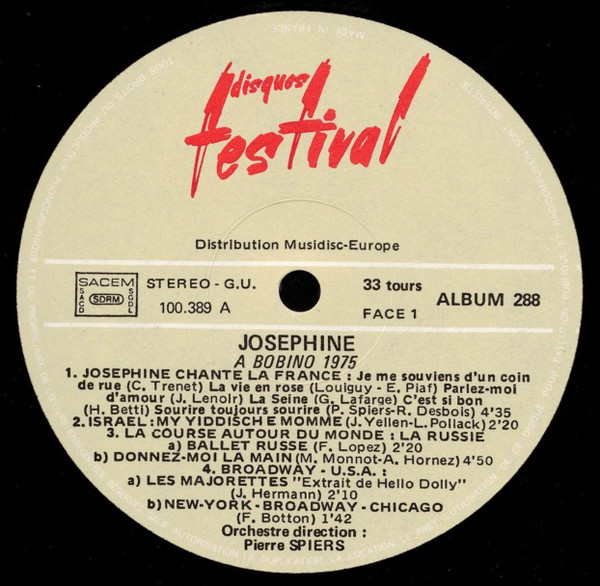 MADE IN FRANCE
disques
festival
Distribution Musidisc-Europe
SACEM
SACD SDRM SGDL
STEREO - G.U.
100.389 A
33 tours
FACE 1
ALBUM 288
JOSEPHINE
A BOBINO 1975
1. JOSEPHINE CHANTE LA FRANCE : Je me souviens d'un coin
de rue (C. Trenet) La vie en rose (Louiguy - E. Piaf) Parlez-moi
d'amour (J. Lenoir) La Seine (G. Lafarge) C'est si bon
(H. Betti) Sourire toujours sourire (P. Spiers-R. Desbois) 4'35
2. ISRAEL : MY YIDDISCH E MOMME (J. Yellen-L. Pollack) 2'20
3. LA COURSE AUTOUR DU MONDE : LA RUSSIE
a) BALLET RUSSE (F. Lopez) 2'20
b) DONNEZ-MOI LA MAIN (M. Monnot-A. Hornez) 4'50
4. BROADWAY - U.S.A. :
a) LES MAJORETTES "Extrait de Hello Dolly"
(J. Hermann) 2'10
b) NEW-YORK - BROADWAY - CHICAGO
(F. Botton) 1'42
Orchestre direction :
Pierre SPIERS